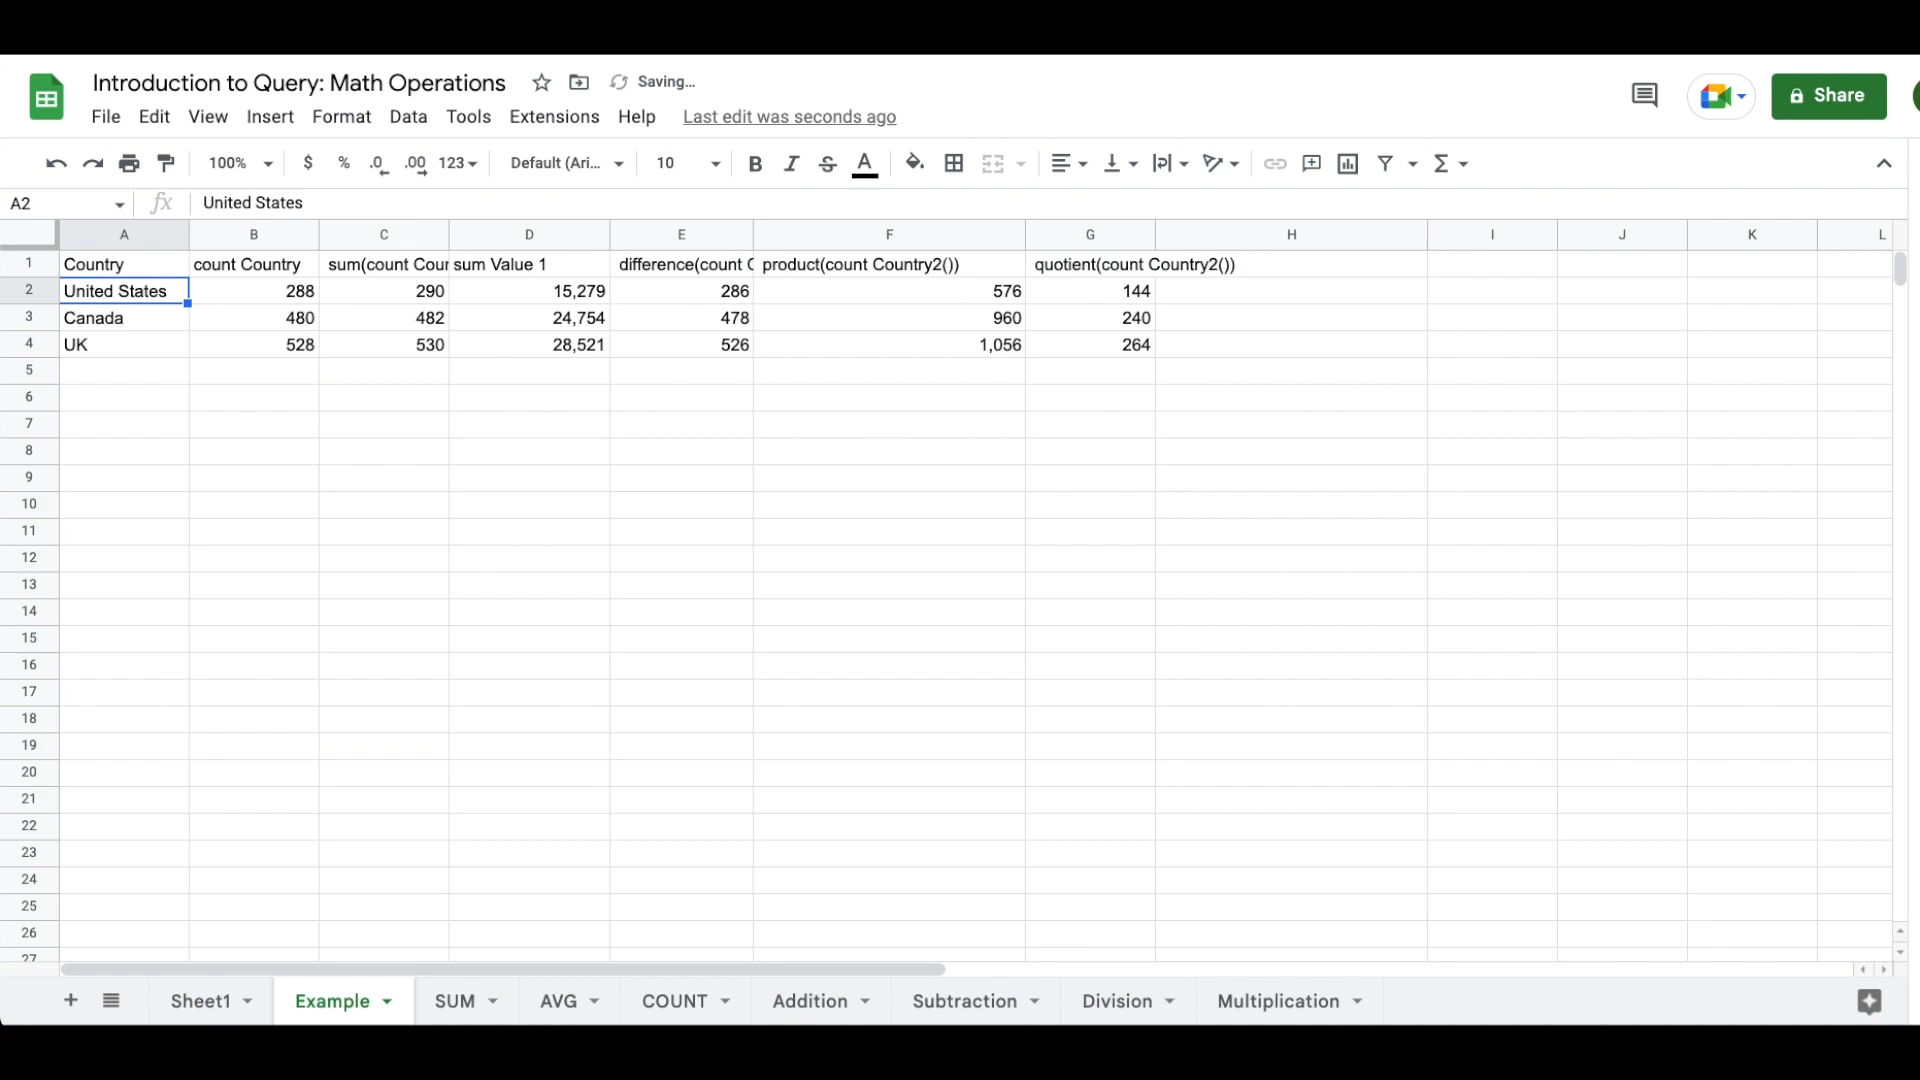 Introduction to Query: Math Operations Saving...
File Edit View Insert Format Data Tools Extensions Help Last edit was seconds ago
Share
100% $ % .0 .00 123 Default (Ari... 10 B I S A
A2 fx United States
A B C D E F G H I J K L
1 Country count Country sum(count Cour sum Value 1 difference(count C product(count Country2()) quotient(count Country2())
2 United States 288 290 15,279 286 576 144
3 Canada 480 482 24,754 478 960 240
4 UK 528 530 28,521 526 1,056 264
5
6
7
8
9
10
11
12
13
14
15
16
17
18
19
20
21
22
23
24
25
26
27
+ Sheet1 Example SUM AVG COUNT Addition Subtraction Division Multiplication